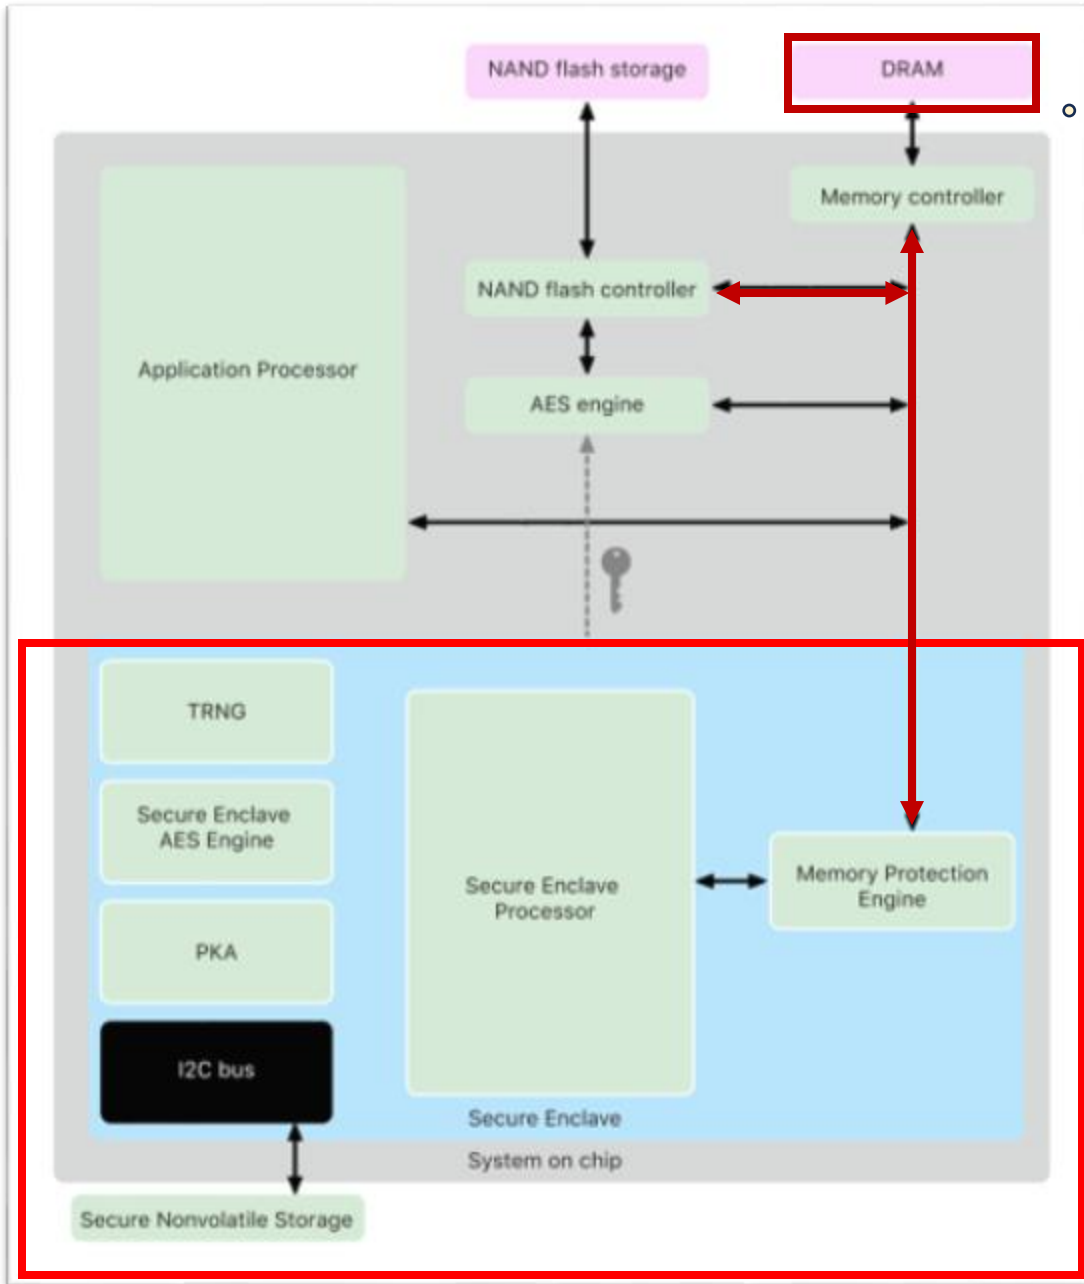 NAND flash storage
DRAM
Memory controller
NAND flash controller
Application Processor
AES engine
TRNG
Secure Enclave
AES Engine
Secure Enclave
Processor
Memory Protection
Engine
PKA
I2C bus
Secure Enclave
System on chip
Secure Nonvolatile Storage